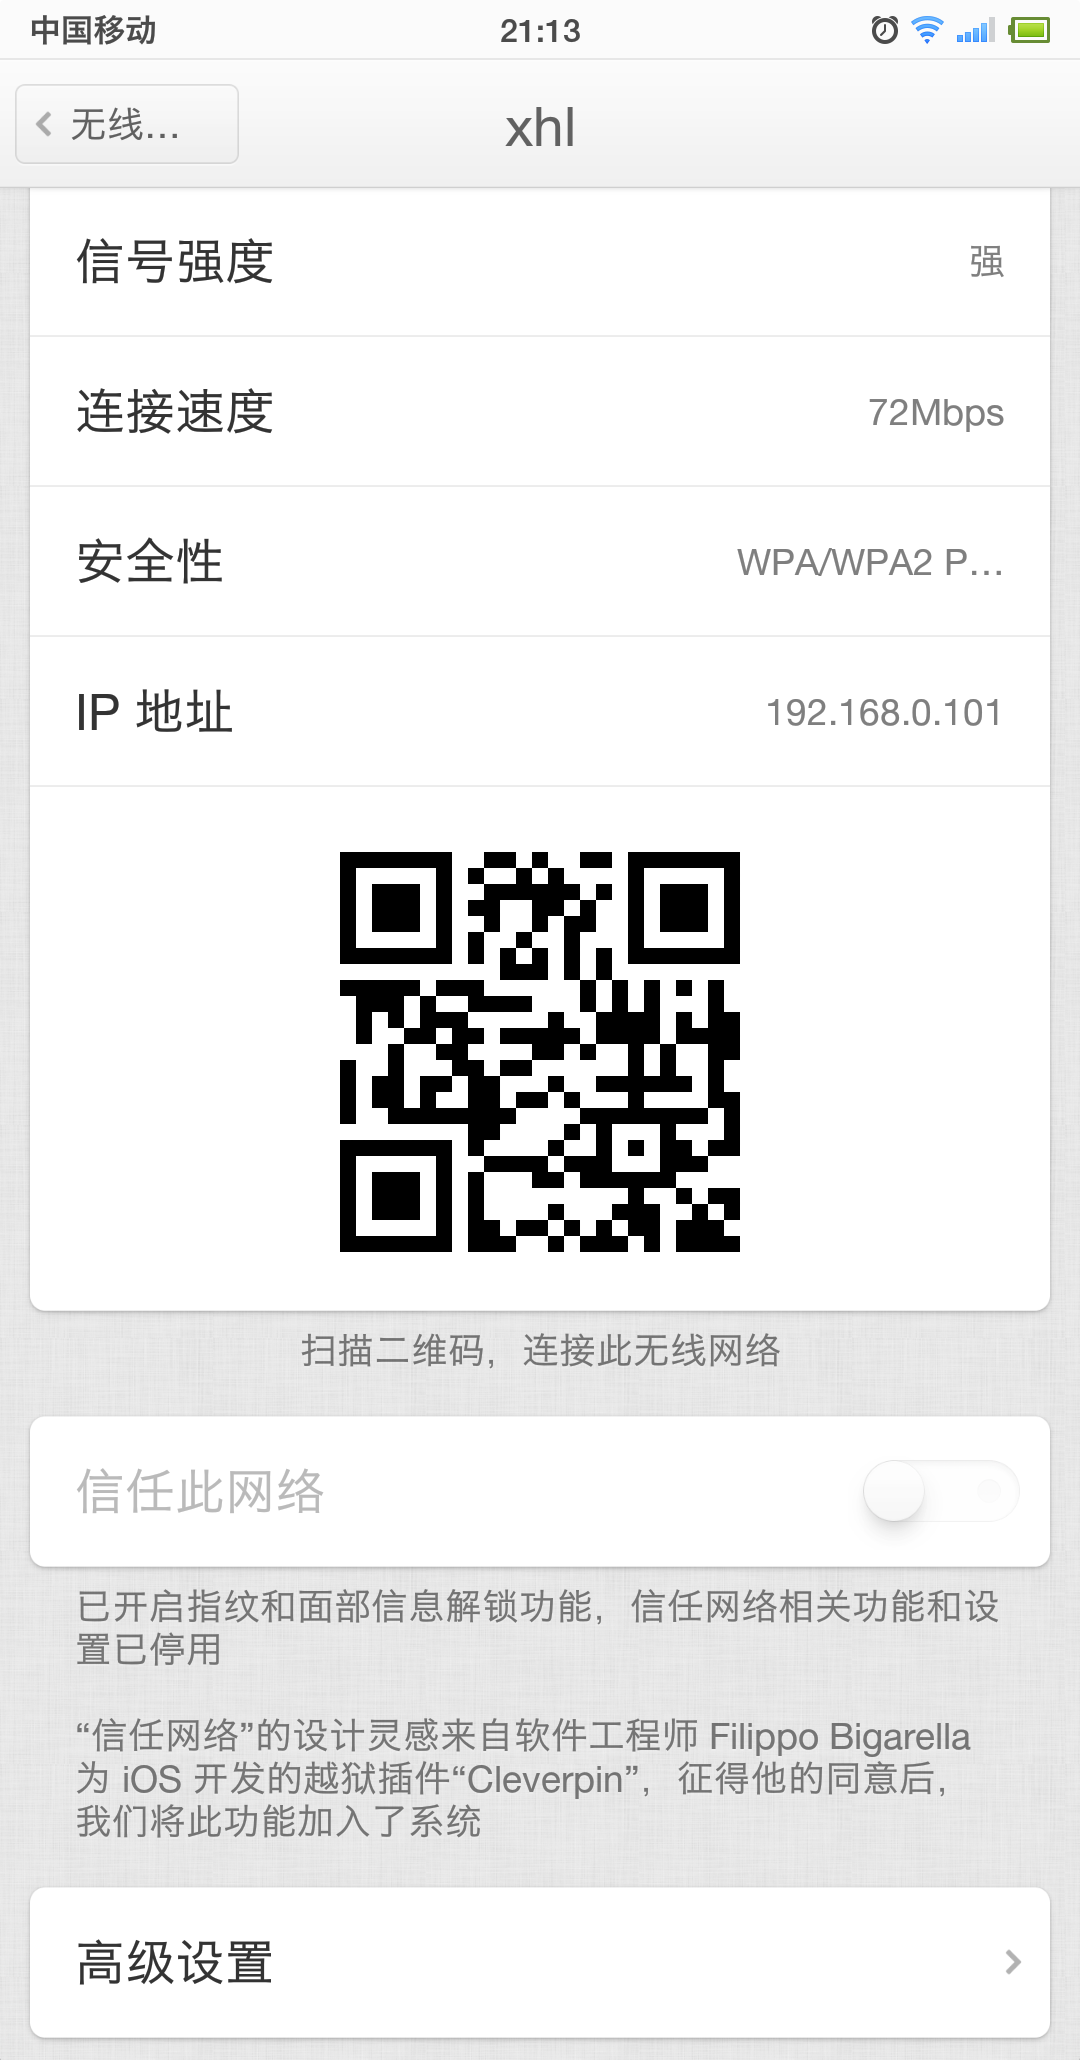 中国移动
21:13
无线...
xhl
信号强度
强
连接速度
72Mbps
安全性
WPA/WPA2 P...
IP 地址
192.168.0.101
扫描二维码，连接此无线网络
信任此网络
已开启指纹和面部信息解锁功能，信任网络相关功能和设
置已停用
“信任网络”的设计灵感来自软件工程师 Filippo Bigarella
为 iOS 开发的越狱插件“Cleverpin”，征得他的同意后，
我们将此功能加入了系统
高级设置